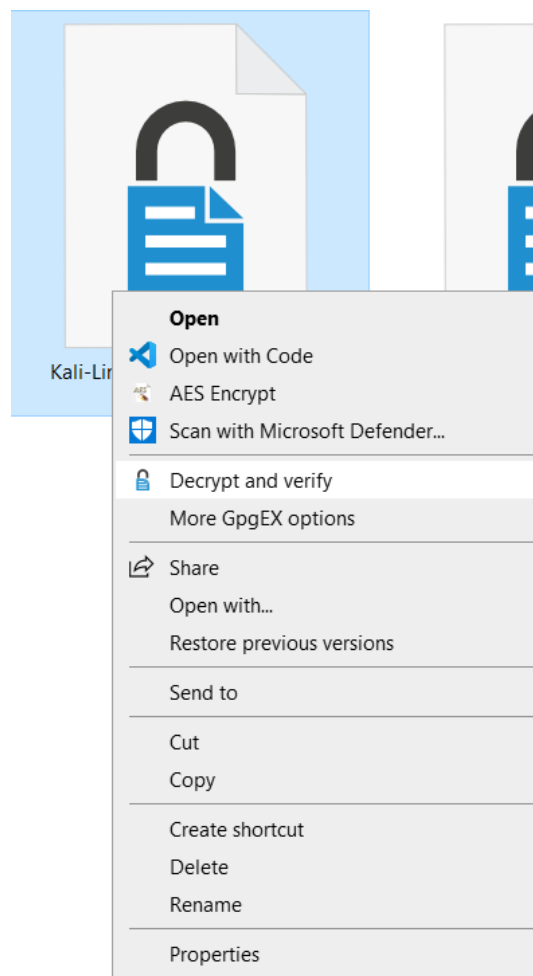 Kali-Lin
Open
Open with Code
AES Encrypt
Scan with Microsoft Defender...
Decrypt and verify
More GpgEX options
Share
Open with...
Restore previous versions
Send to
Cut
Copy
Create shortcut
Delete
Rename
Properties